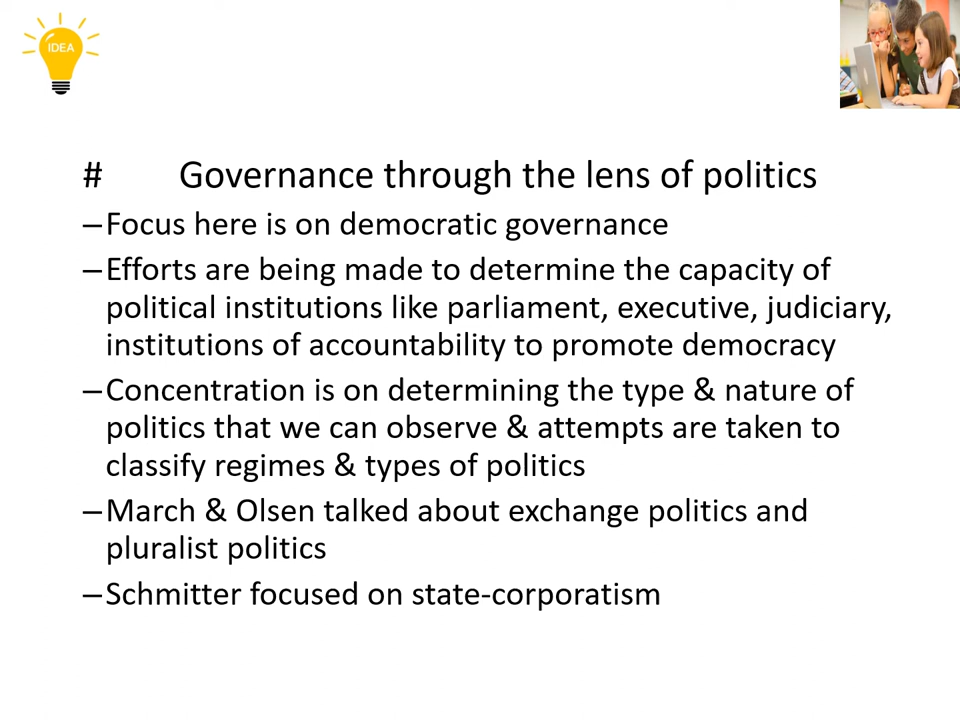 IDEA
# Governance through the lens of politics
–Focus here is on democratic governance
–Efforts are being made to determine the capacity of
political institutions like parliament, executive, judiciary,
institutions of accountability to promote democracy
–Concentration is on determining the type & nature of
politics that we can observe & attempts are taken to
classify regimes & types of politics
–March & Olsen talked about exchange politics and
pluralist politics
–Schmitter focused on state-corporatism